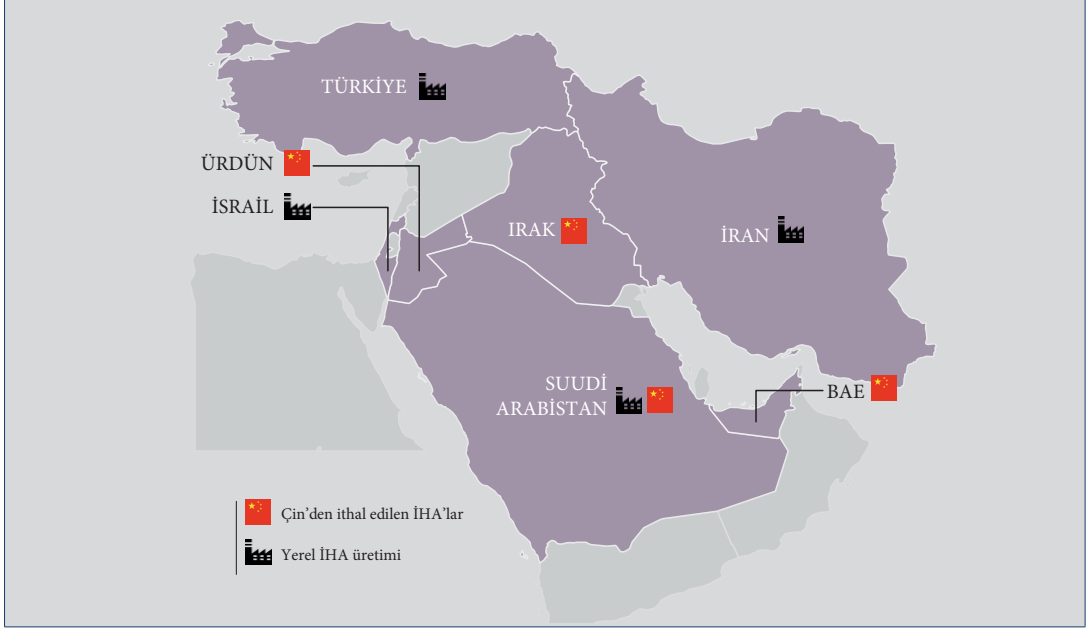 TÜRKİYE
ÜRDÜN
İSRAİL
IRAK
İRAN
SUUDİ
ARABİSTAN
BAE
Çin’den ithal edilen İHA’lar
Yerel İHA üretimi